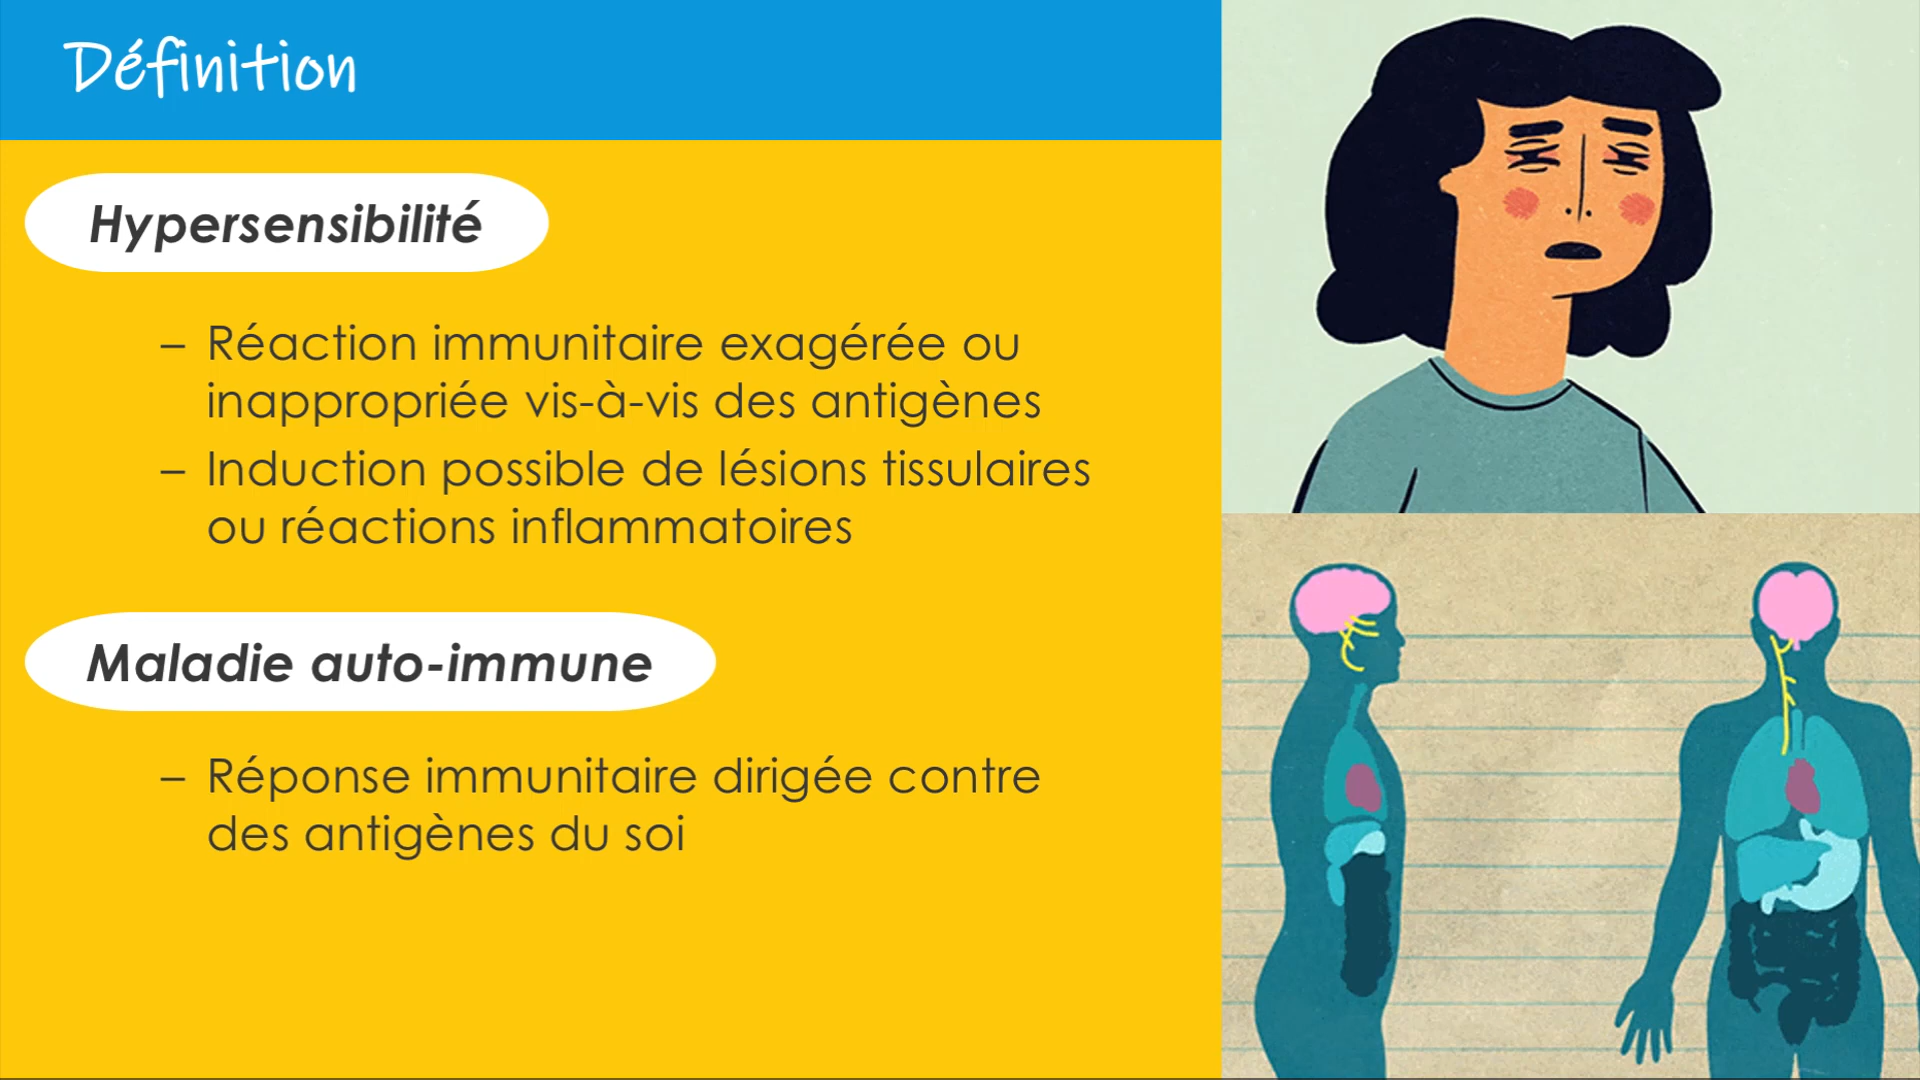 Définition
Hypersensibilité
– Réaction immunitaire exagérée ou
inappropriée vis-à-vis des antigènes
– Induction possible de lésions tissulaires
ou réactions inflammatoires
Maladie auto-immune
– Réponse immunitaire dirigée contre
des antigènes du soi